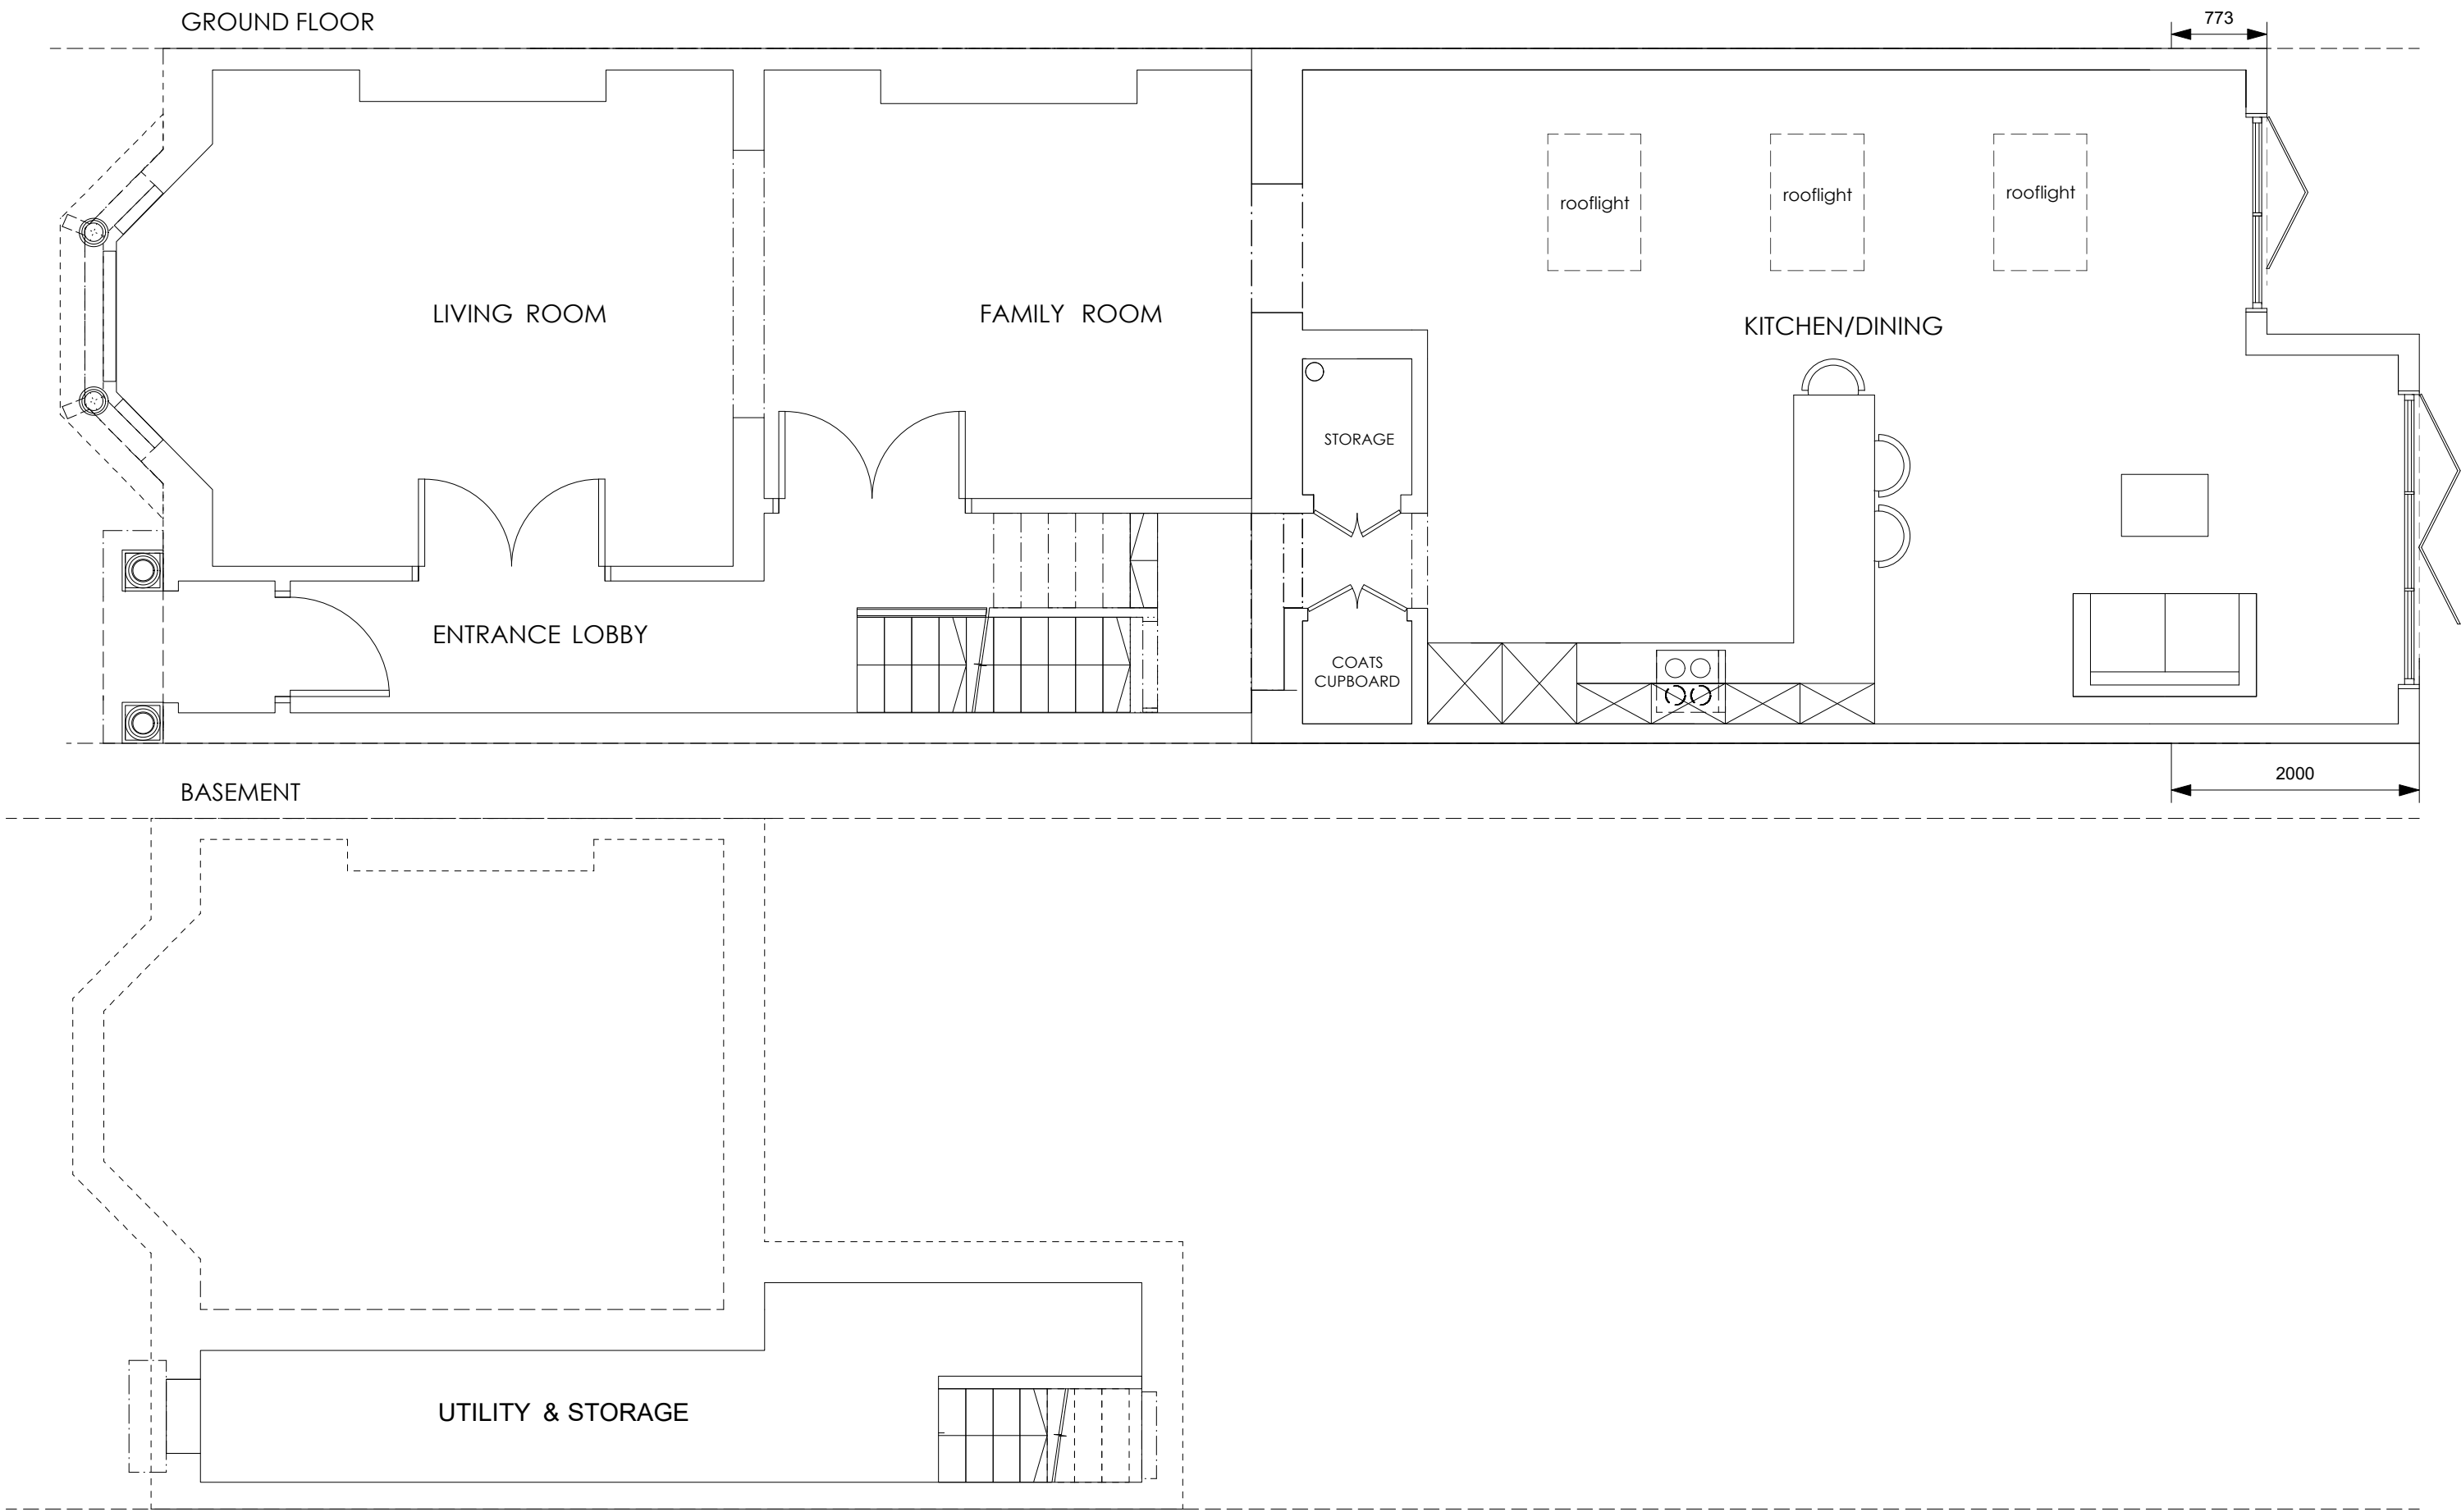 GROUND FLOOR
773
rooflight
rooflight
rooflight
LIVING ROOM
FAMILY ROOM
KITCHEN/DINING
STORAGE
ENTRANCE LOBBY
COATS
CUPBOARD
2000
BASEMENT
UTILITY & STORAGE